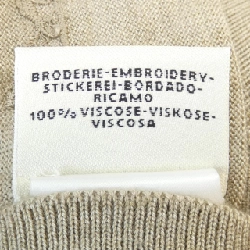 BRODERIE-EMBROIDERY-
STICKEREI-BORDADO-
RICAMO
100% VISCOSE-VISKOSE-
VISCOSA